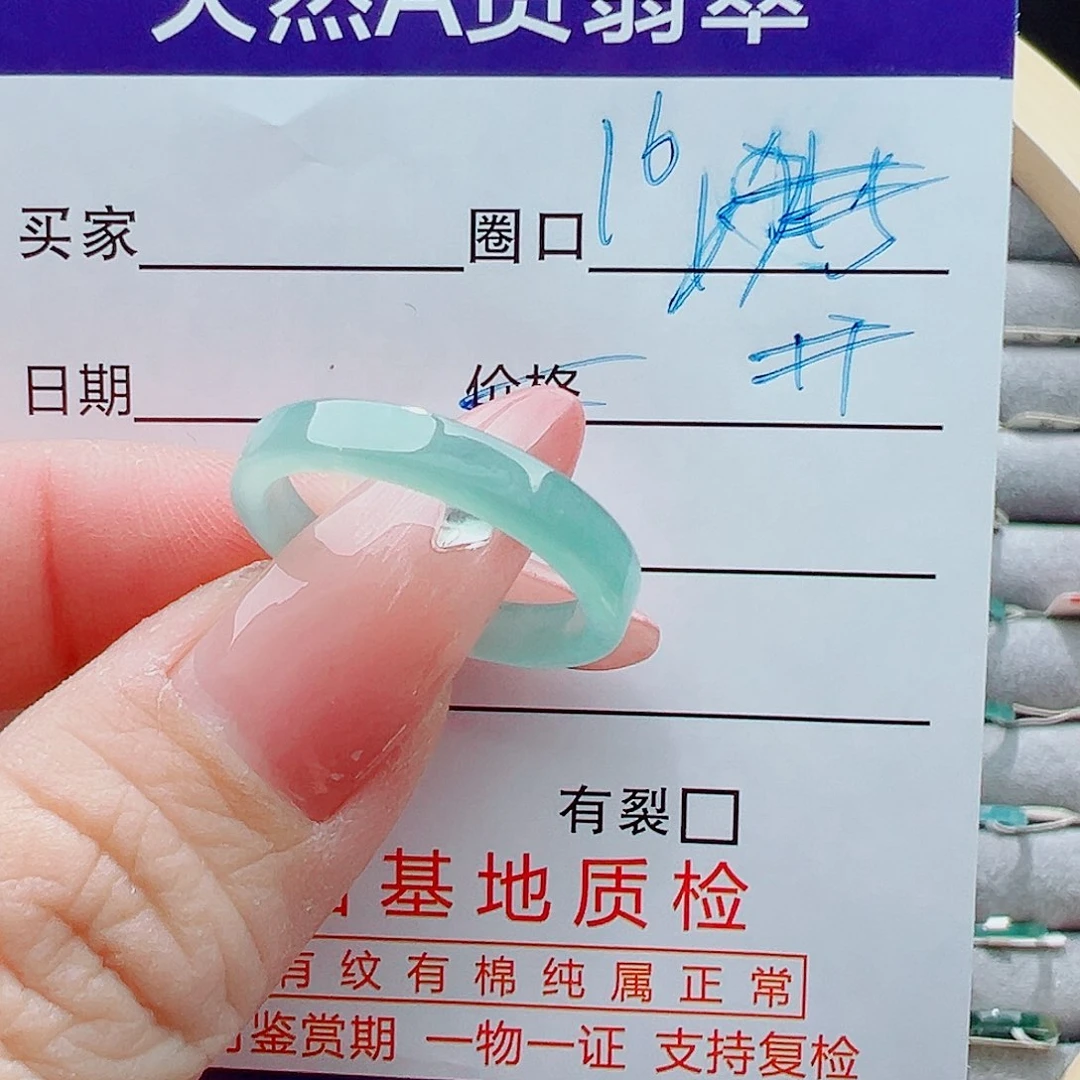 天然A货翡翠
买家 圈口 16
日期 价格
有裂
基地质检
有纹有棉纯属正常
鉴赏期 一物一证 支持复检